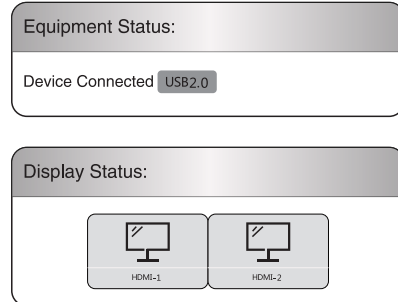 Equipment Status:
Device Connected USB2.0
Display Status:
HDMI-1 HDMI-2